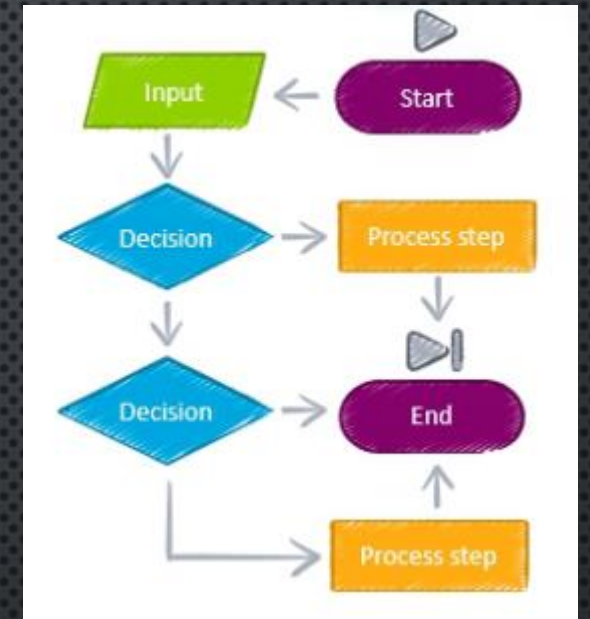 Input
Start
Decision
Process step
Decision
End
Process step